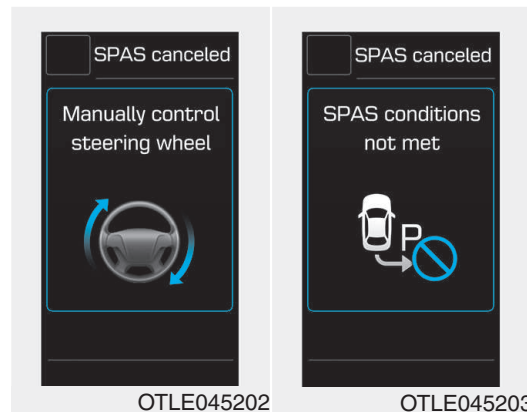 SPAS canceled
Manually control
steering wheel
OTLE045202
SPAS canceled
SPAS conditions
not met
P
OTLE045203